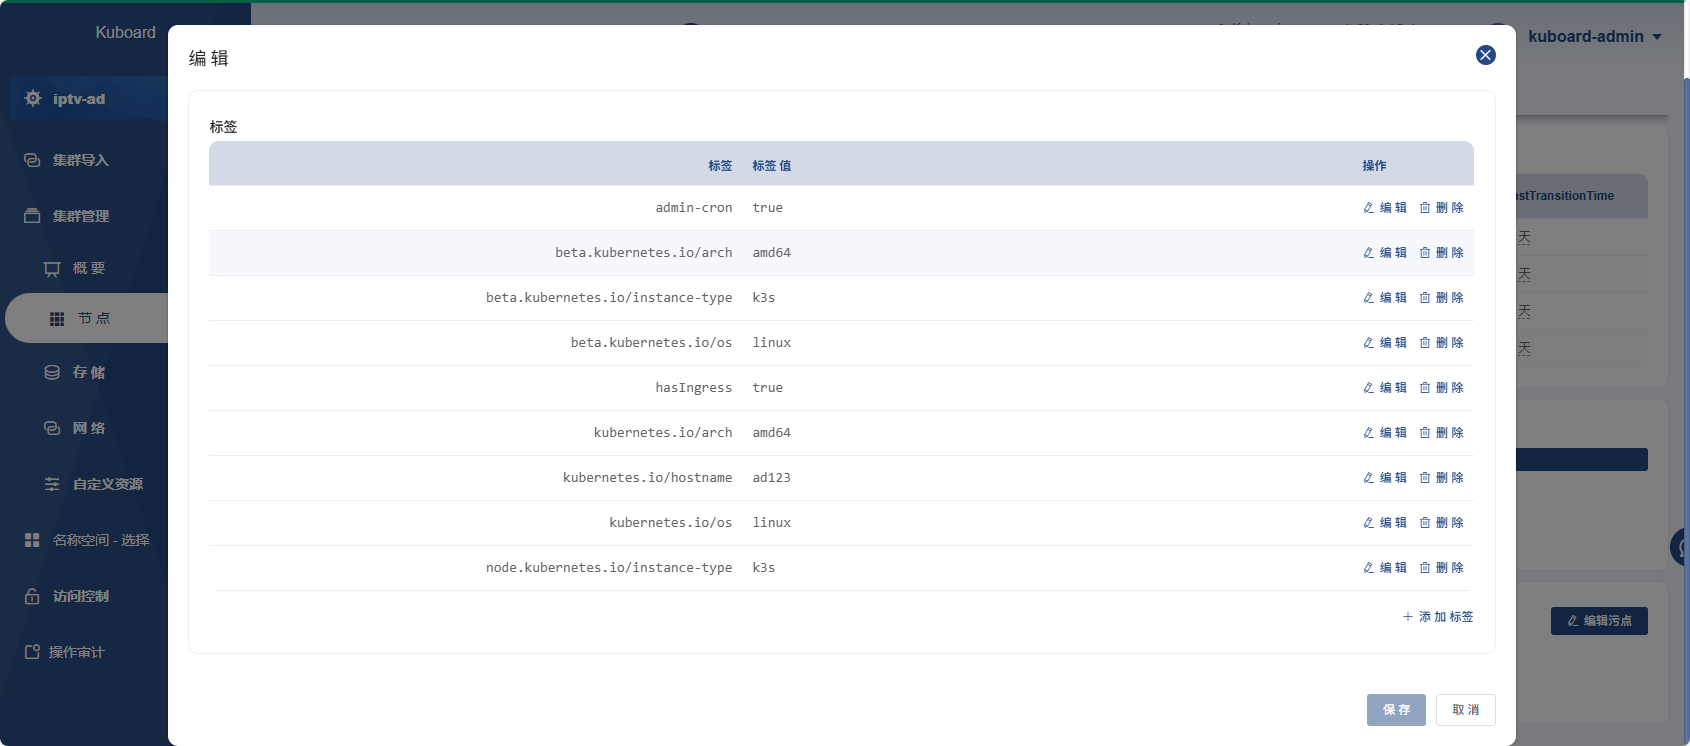 Kuboard
kuboard-admin
iptv-ad
集群导入
集群管理
概要
节点
存储
网络
自定义资源
名称空间 - 选择
访问控制
操作审计
编辑
标签
标签 标签值 操作
admin-cron true 编辑 删除
beta.kubernetes.io/arch amd64 编辑 删除
beta.kubernetes.io/instance-type k3s 编辑 删除
beta.kubernetes.io/os linux 编辑 删除
hasIngress true 编辑 删除
kubernetes.io/arch amd64 编辑 删除
kubernetes.io/hostname ad123 编辑 删除
kubernetes.io/os linux 编辑 删除
node.kubernetes.io/instance-type k3s 编辑 删除
添加标签
保存 取消
stTransitionTime
天
天
天
天
编辑污点